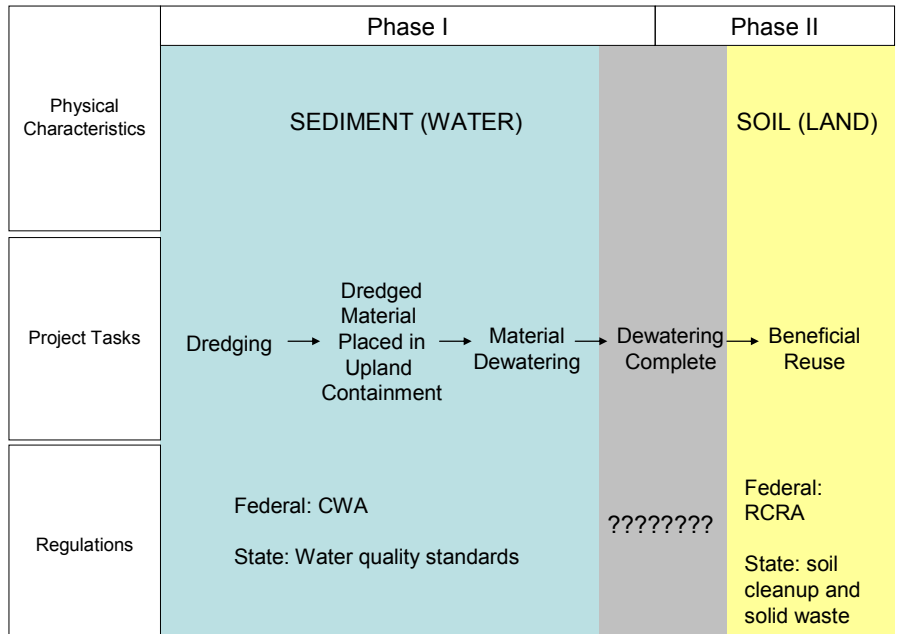 Phase I
Phase II
Physical
Characteristics
SEDIMENT (WATER)
SOIL (LAND)
Project Tasks
Dredging
Dredged
Material
Placed in
Upland
Containment
Material
Dewatering
Dewatering
Complete
Beneficial
Reuse
Regulations
Federal: CWA
State: Water quality standards
????????
Federal:
RCRA
State: soil
cleanup and
solid waste